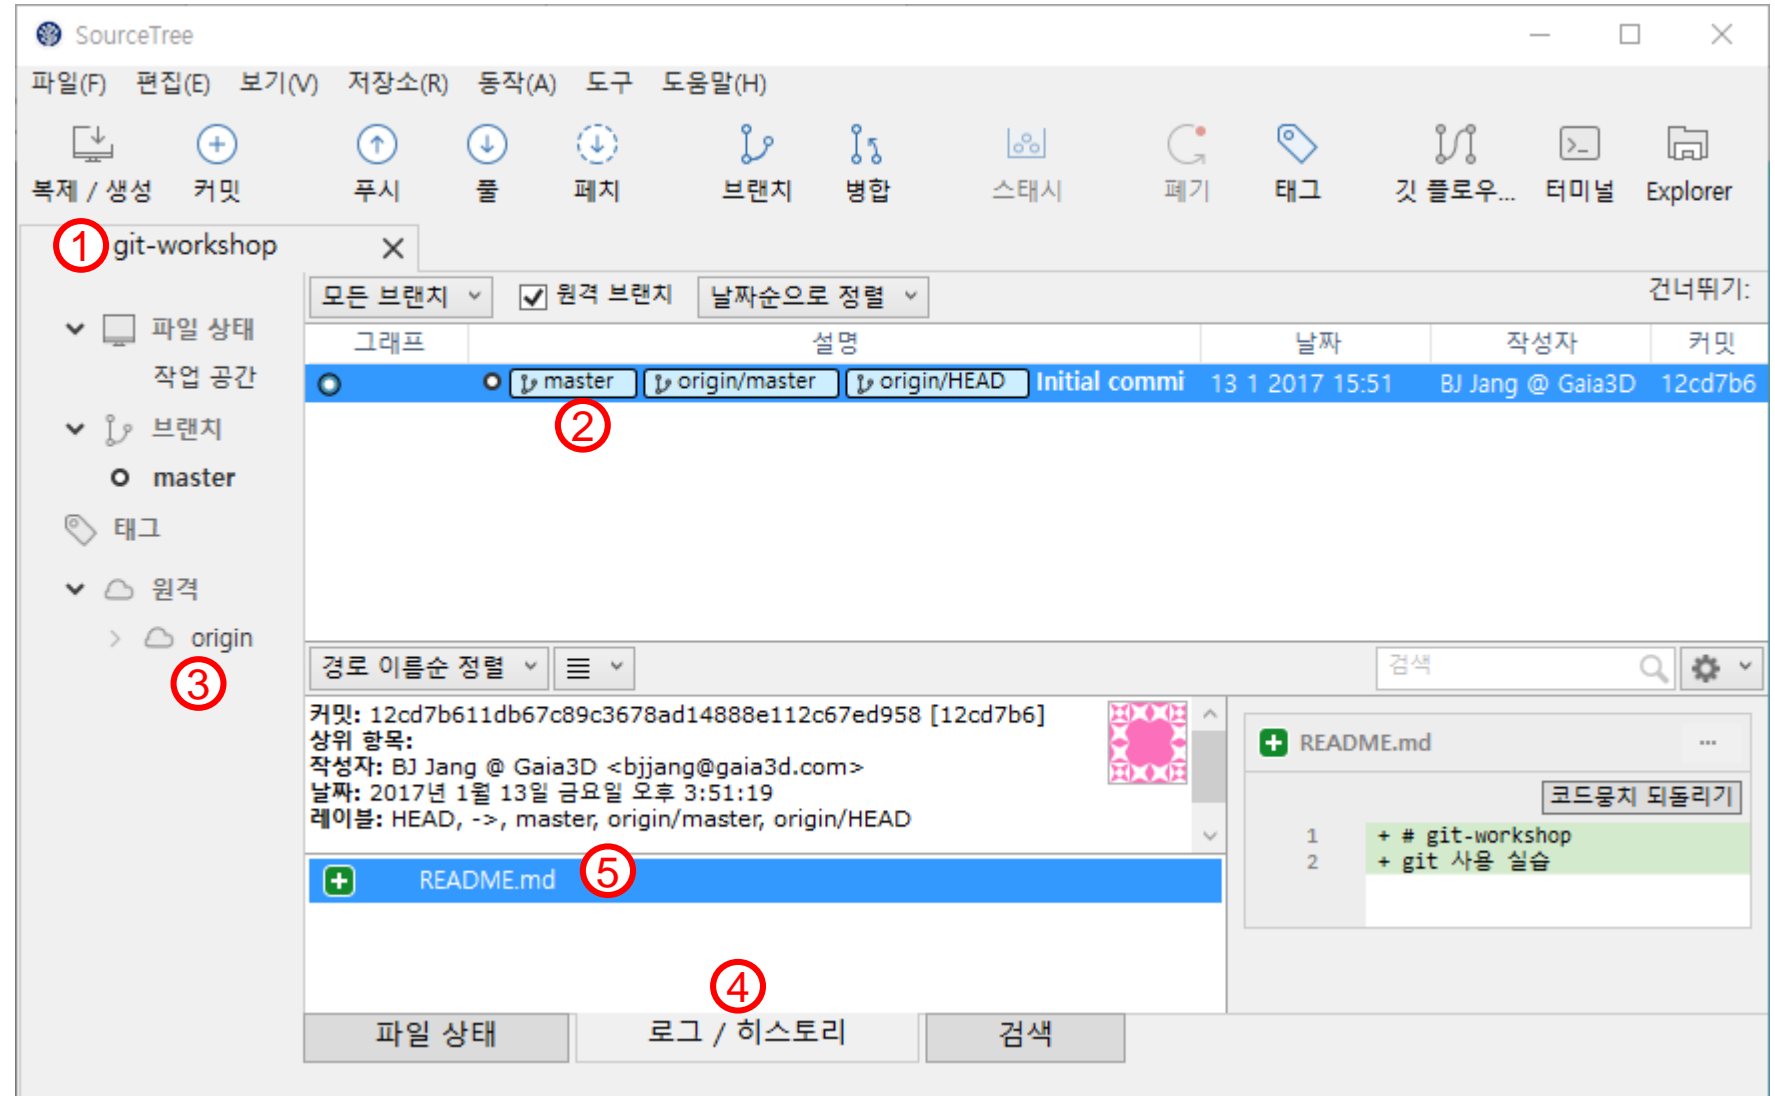 SourceTree
파일(F) 편집(E) 보기(V) 저장소(R) 동작(A) 도구 도움말(H)
복제 / 생성 커밋 푸시 풀 페치 브랜치 병합 스태시 폐기 태그 깃 플로우... 터미널 Explorer
1 git-workshop
모든 브랜치 원격 브랜치 날짜순으로 정렬 건너뛰기:
그래프 설명 날짜 작성자 커밋
master origin/master origin/HEAD Initial commi 13 1 2017 15:51 BJ Jang @ Gaia3D 12cd7b6
2
파일 상태
작업 공간
브랜치
master
태그
원격
origin
3
경로 이름순 정렬 검색
커밋: 12cd7b611db67c89c3678ad14888e112c67ed958 [12cd7b6]
상위 항목:
작성자: BJ Jang @ Gaia3D <bjjang@gaia3d.com>
날짜: 2017년 1월 13일 금요일 오후 3:51:19
레이블: HEAD, ->, master, origin/master, origin/HEAD
README.md 5
README.md ...
코드뭉치 되돌리기
1 + # git-workshop
2 + git 사용 실습
4
파일 상태 로그 / 히스토리 검색